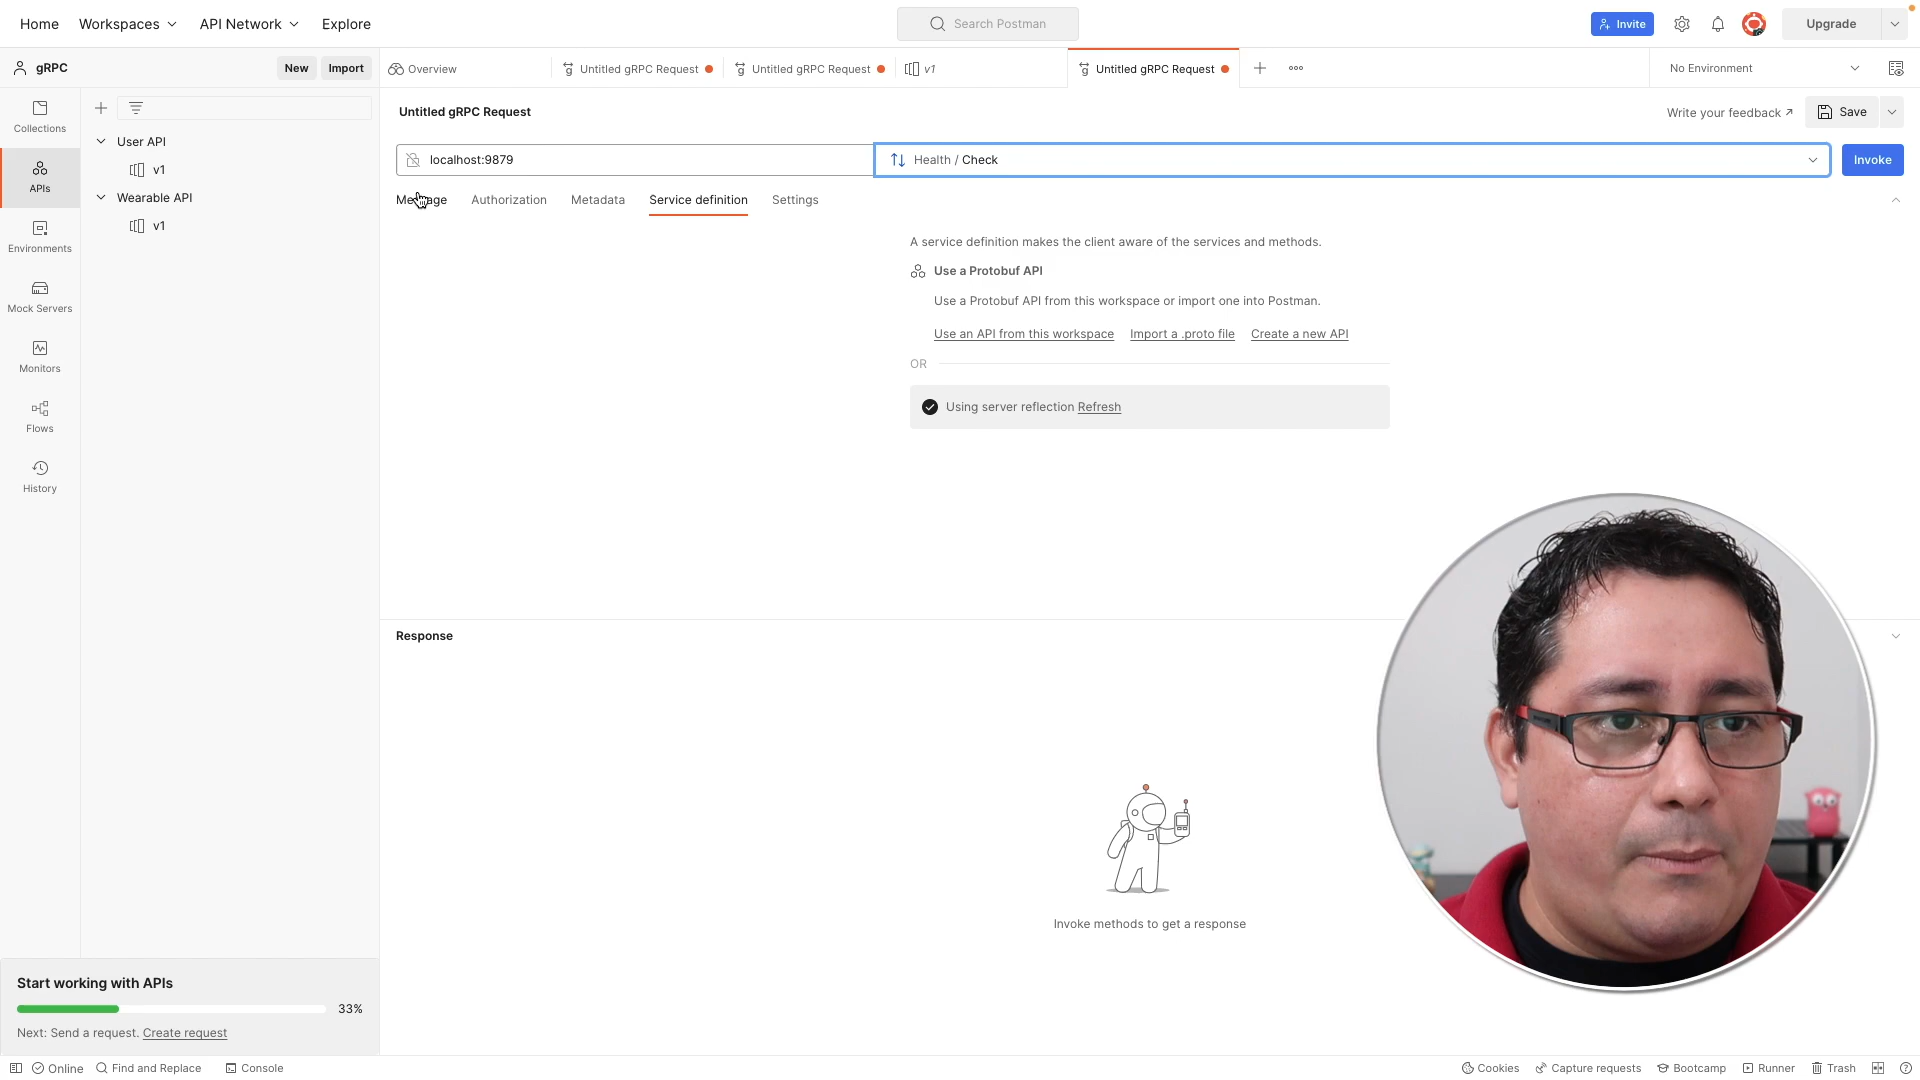 Home Workspaces API Network Explore
Search Postman
Invite
Upgrade
gRPC
New Import
Overview
Untitled gRPC Request
Untitled gRPC Request
v1
Untitled gRPC Request
No Environment
Collections
APIs
Environments
Mock Servers
Monitors
Flows
History
User API
v1
Wearable API
v1
Untitled gRPC Request
Write your feedback
Save
localhost:9879
Health / Check
Invoke
Message Authorization Metadata Service definition Settings
A service definition makes the client aware of the services and methods.
Use a Protobuf API
Use a Protobuf API from this workspace or import one into Postman.
Use an API from this workspace Import a .proto file Create a new API
OR
Using server reflection Refresh
Response
Invoke methods to get a response
Start working with APIs
33%
Next: Send a request. Create request
Online Find and Replace Console
Cookies Capture requests Bootcamp Runner Trash